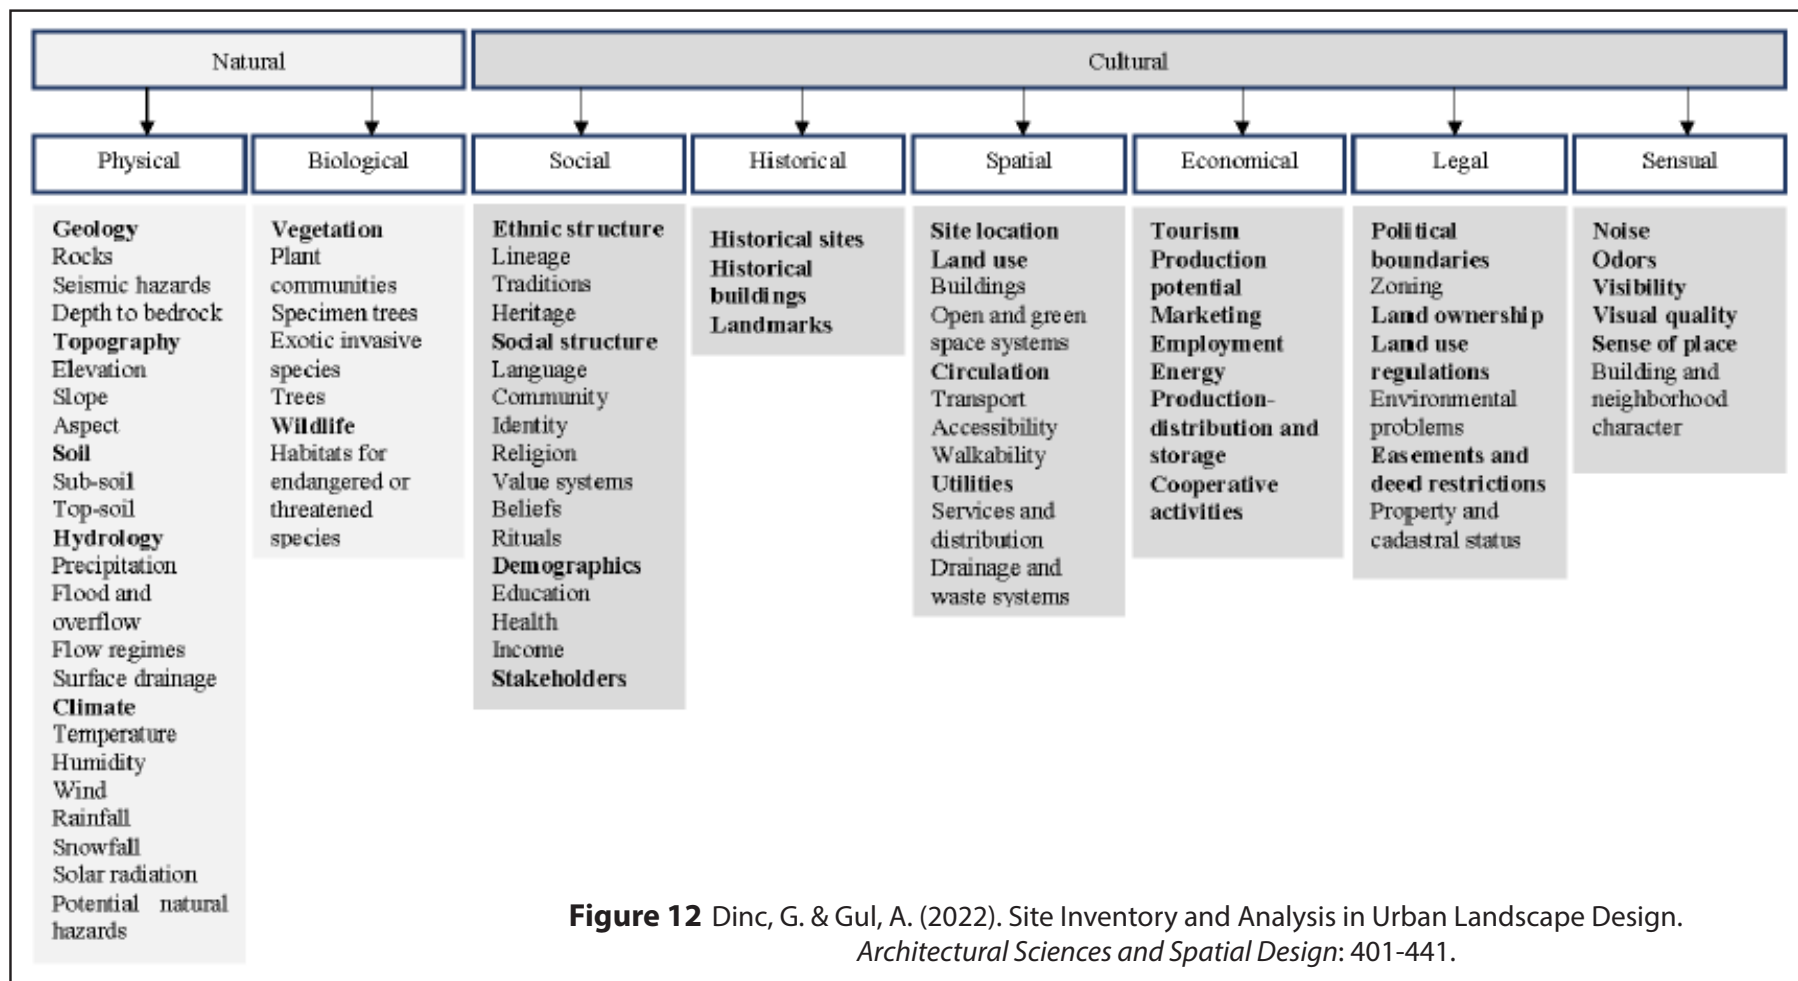 Natural
Cultural
Physical
Biological
Social
Historical
Spatial
Economical
Legal
Sensual
Geology
Rocks
Seismic hazards
Depth to bedrock
Topography
Elevation
Slope
Aspect
Soil
Sub-soil
Top-soil
Hydrology
Precipitation
Flood and
overflow
Flow regimes
Surface drainage
Climate
Temperature
Humidity
Wind
Rainfall
Snowfall
Solar radiation
Potential natural
hazards
Vegetation
Plant
communities
Specimen trees
Exotic invasive
species
Trees
Wildlife
Habitats for
endangered or
threatened
species
Ethnic structure
Lineage
Traditions
Heritage
Social structure
Language
Community
Identity
Religion
Value systems
Beliefs
Rituals
Demographics
Education
Health
Income
Stakeholders
Historical sites
Historical
buildings
Landmarks
Site location
Land use
Buildings
Open and green
space systems
Circulation
Transport
Accessibility
Walkability
Utilities
Services and
distribution
Drainage and
waste systems
Tourism
Production
potential
Marketing
Employment
Energy
Production-
distribution and
storage
Cooperative
activities
Political
boundaries
Zoning
Land ownership
Land use
regulations
Environmental
problems
Easements and
deed restrictions
Property and
cadastral status
Noise
Odors
Visibility
Visual quality
Sense of place
Building and
neighborhood
character
Figure 12 Dinc, G. & Gul, A. (2022). Site Inventory and Analysis in Urban Landscape Design.
Architectural Sciences and Spatial Design: 401-441.